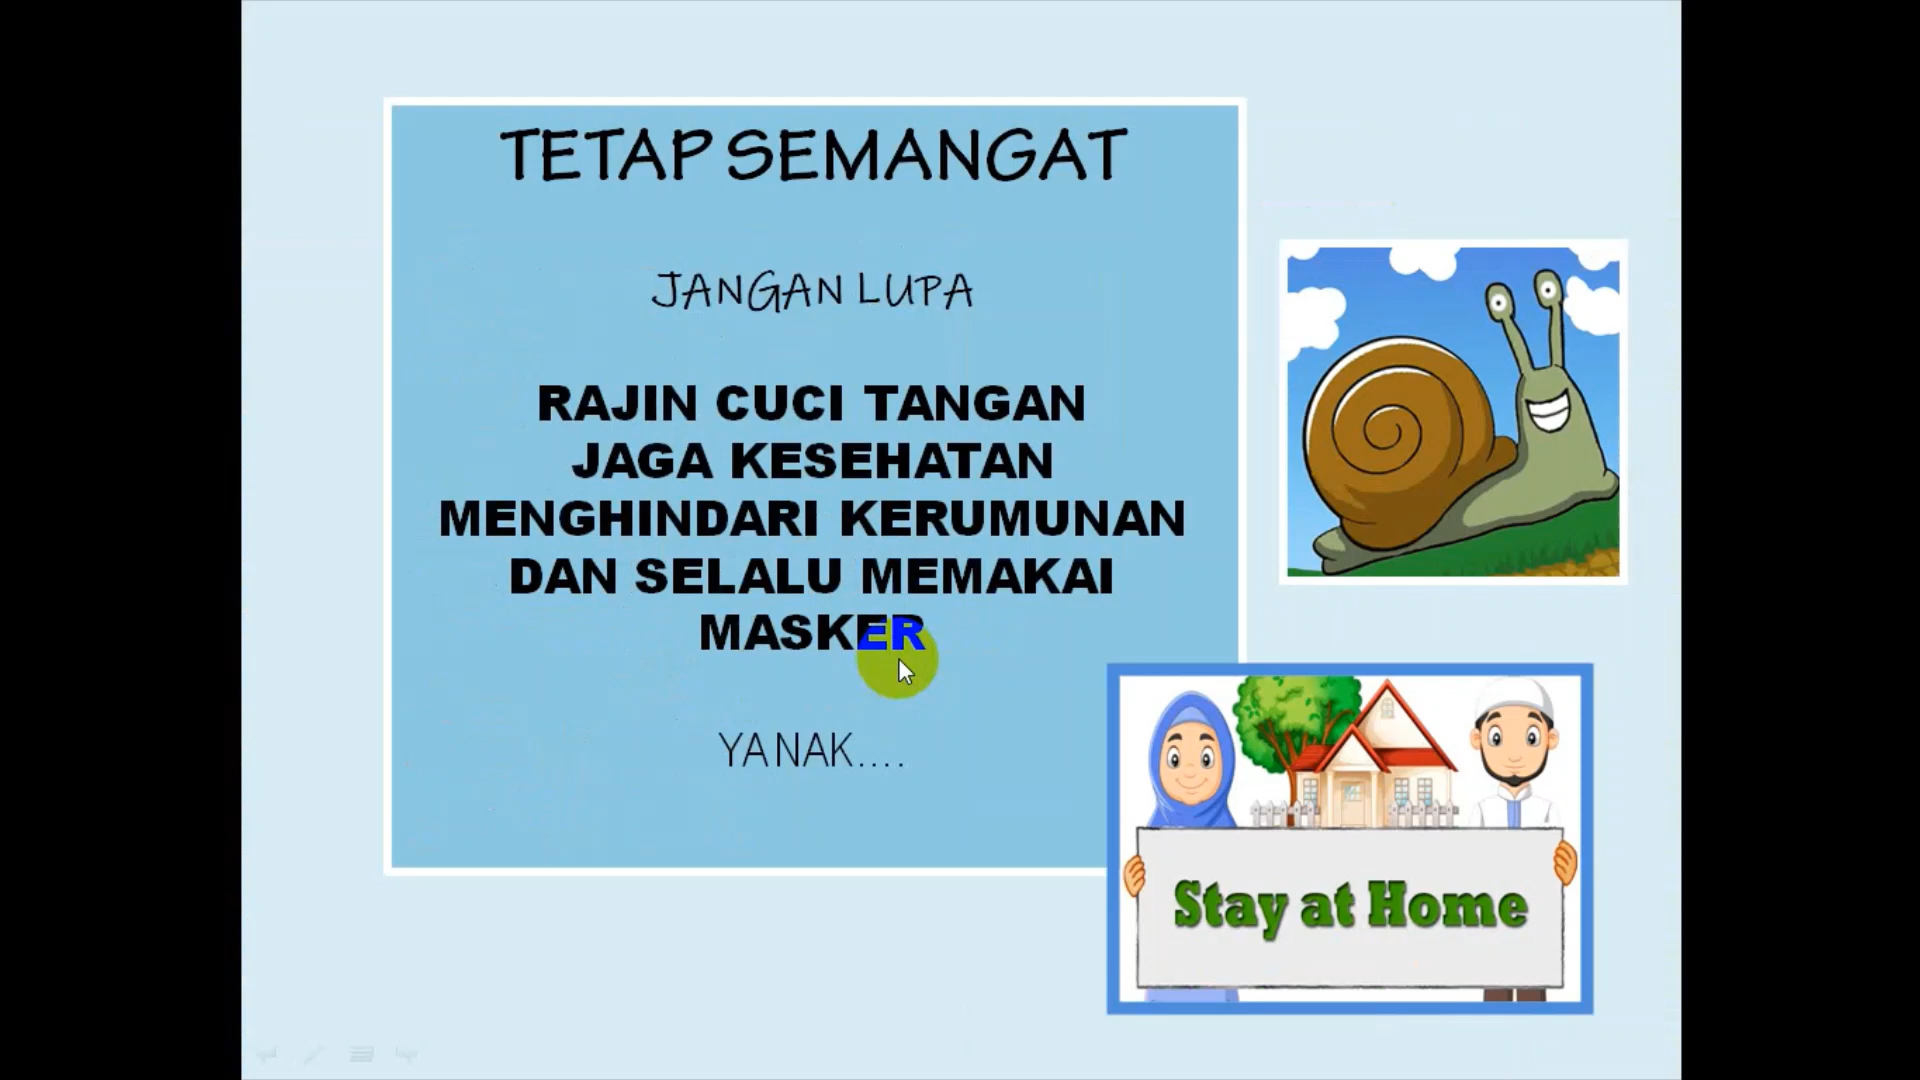 TETAP SEMANGAT
JANGAN LUPA
RAJIN CUCI TANGAN
JAGA KESEHATAN
MENGHINDARI KERUMUNAN
DAN SELALU MEMAKAI
MASKER
YA NAK....
Stay at Home